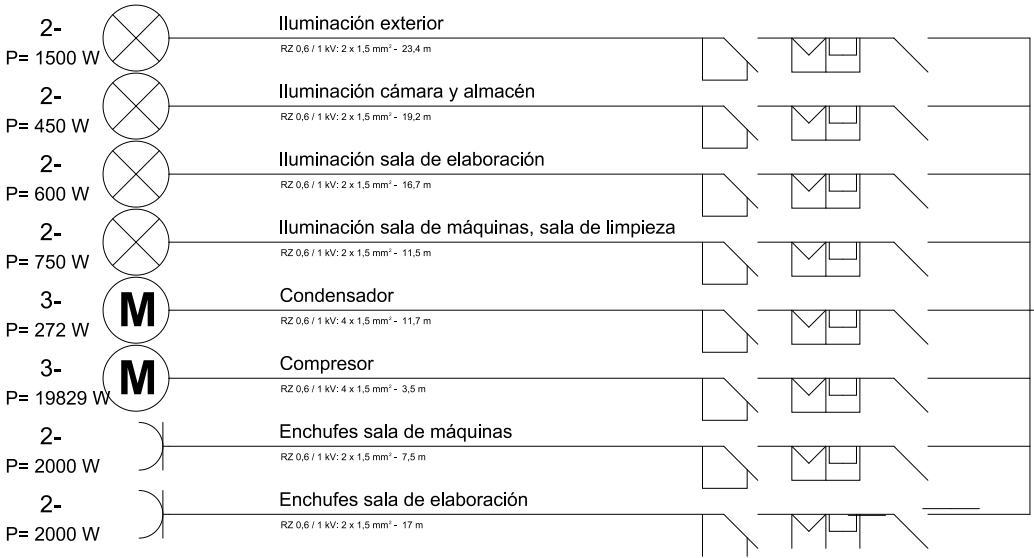 2-
P= 1500 W
Iluminación exterior
RZ 0,6 / 1 kV: 2 x 1,5 mm² - 23,4 m
2-
P= 450 W
Iluminación cámara y almacén
RZ 0,6 / 1 kV: 2 x 1,5 mm² - 19,2 m
2-
P= 600 W
Iluminación sala de elaboración
RZ 0,6 / 1 kV: 2 x 1,5 mm² - 16,7 m
2-
P= 750 W
Iluminación sala de máquinas, sala de limpieza
RZ 0,6 / 1 kV: 2 x 1,5 mm² - 11,5 m
3-
P= 272 W
M
Condensador
RZ 0,6 / 1 kV: 4 x 1,5 mm² - 11,7 m
3-
P= 19829 W
M
Compresor
RZ 0,6 / 1 kV: 4 x 1,5 mm² - 3,5 m
2-
P= 2000 W
Enchufes sala de máquinas
RZ 0,6 / 1 kV: 2 x 1,5 mm² - 7,5 m
2-
P= 2000 W
Enchufes sala de elaboración
RZ 0,6 / 1 kV: 2 x 1,5 mm² - 17 m